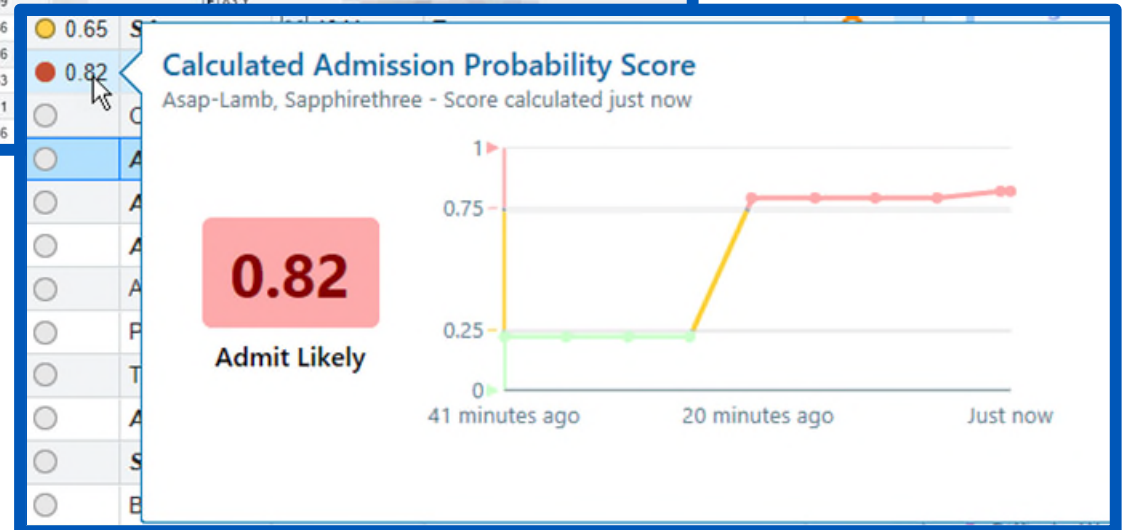 0.65
0.82
Calculated Admission Probability Score
Asap-Lamb, Sapphirethree - Score calculated just now
1
0.75
0.82
0.25
Admit Likely
0
41 minutes ago
20 minutes ago
Just now
C
A
A
A
A
P
T
A
S
B